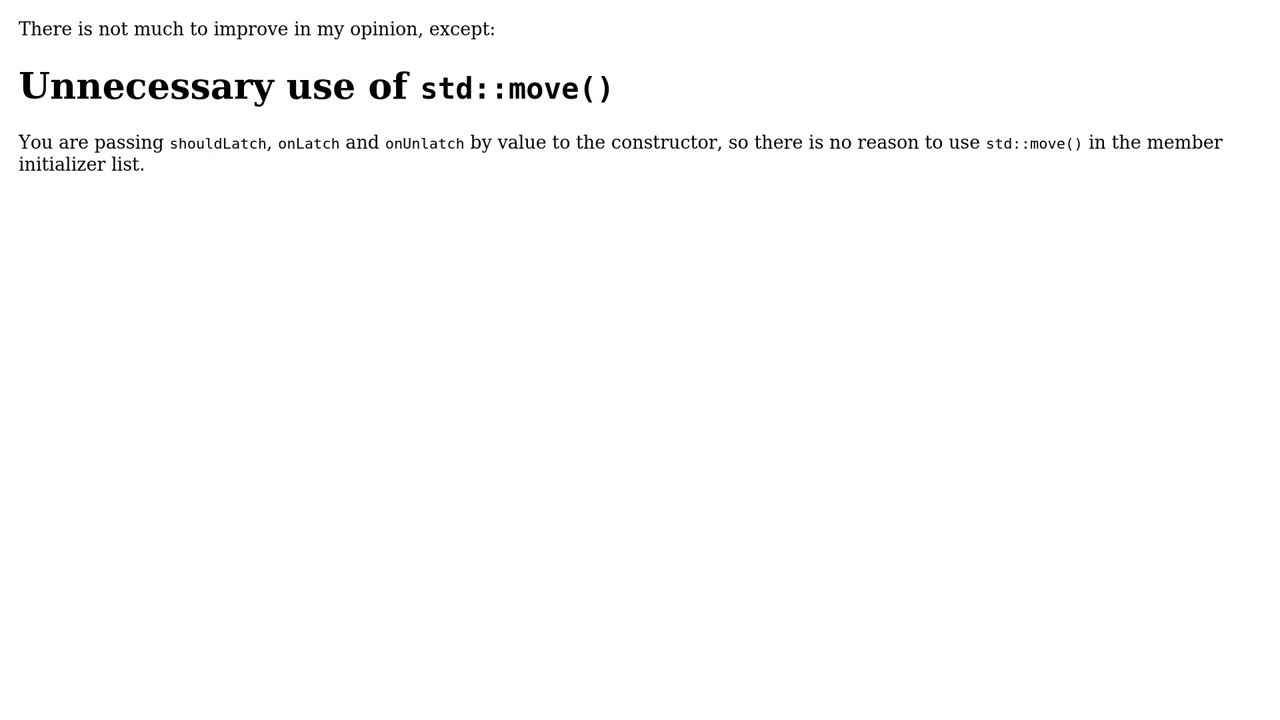 There is not much to improve in my opinion, except:
Unnecessary use of std::move()
You are passing shouldLatch, onLatch and onUnlatch by value to the constructor, so there is no reason to use std::move() in the member
initializer list.